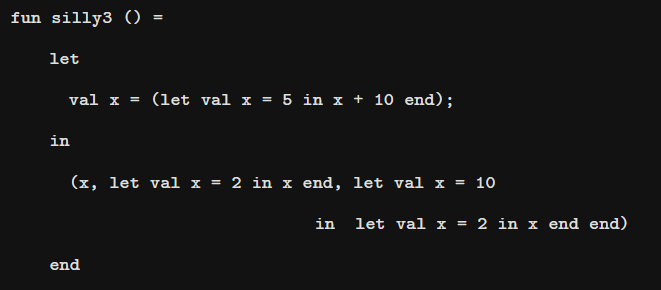 fun silly3 () =
let
val x = (let val x = 5 in x + 10 end);
in
(x, let val x = 2 in x end, let val x = 10
in let val x = 2 in x end end)
end